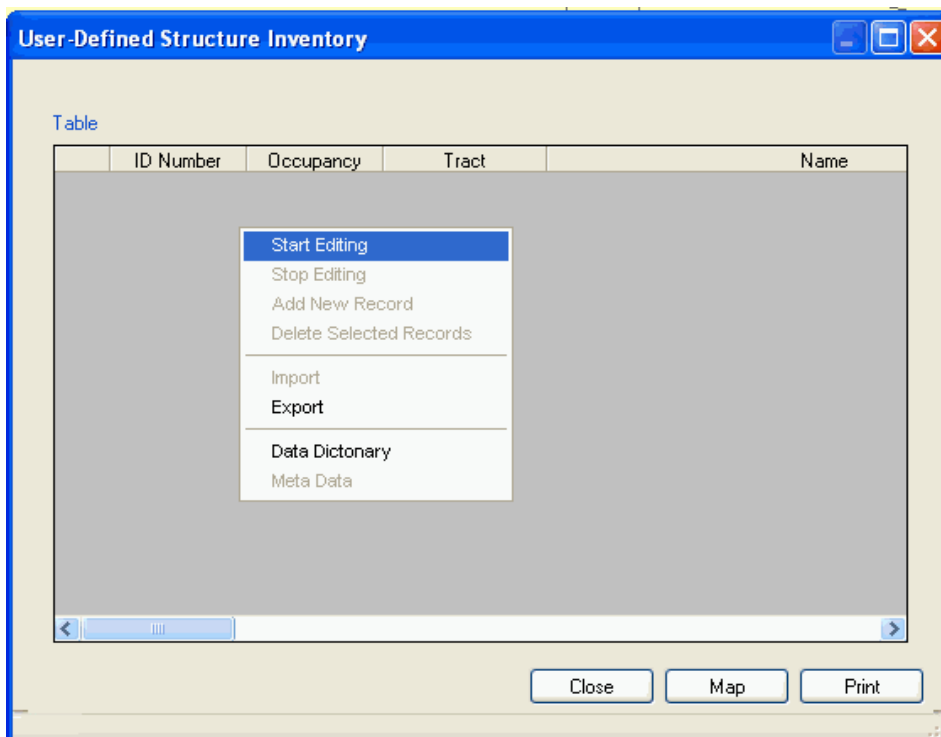 User-Defined Structure Inventory
Table
ID Number Occupancy Tract Name
Start Editing
Stop Editing
Add New Record
Delete Selected Records
Import
Export
Data Dictonary
Meta Data
Close Map Print